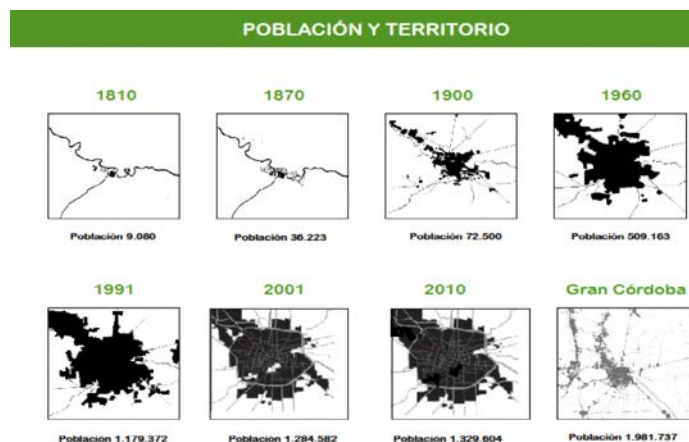 POBLACIÓN Y TERRITORIO
1810 1870 1900 1960
Población 9.080 Población 36.223 Población 72.500 Población 509.163
1991 2001 2010 Gran Córdoba
Población 1.179.372 Población 1.284.582 Población 1.329.604 Población 1.981.737